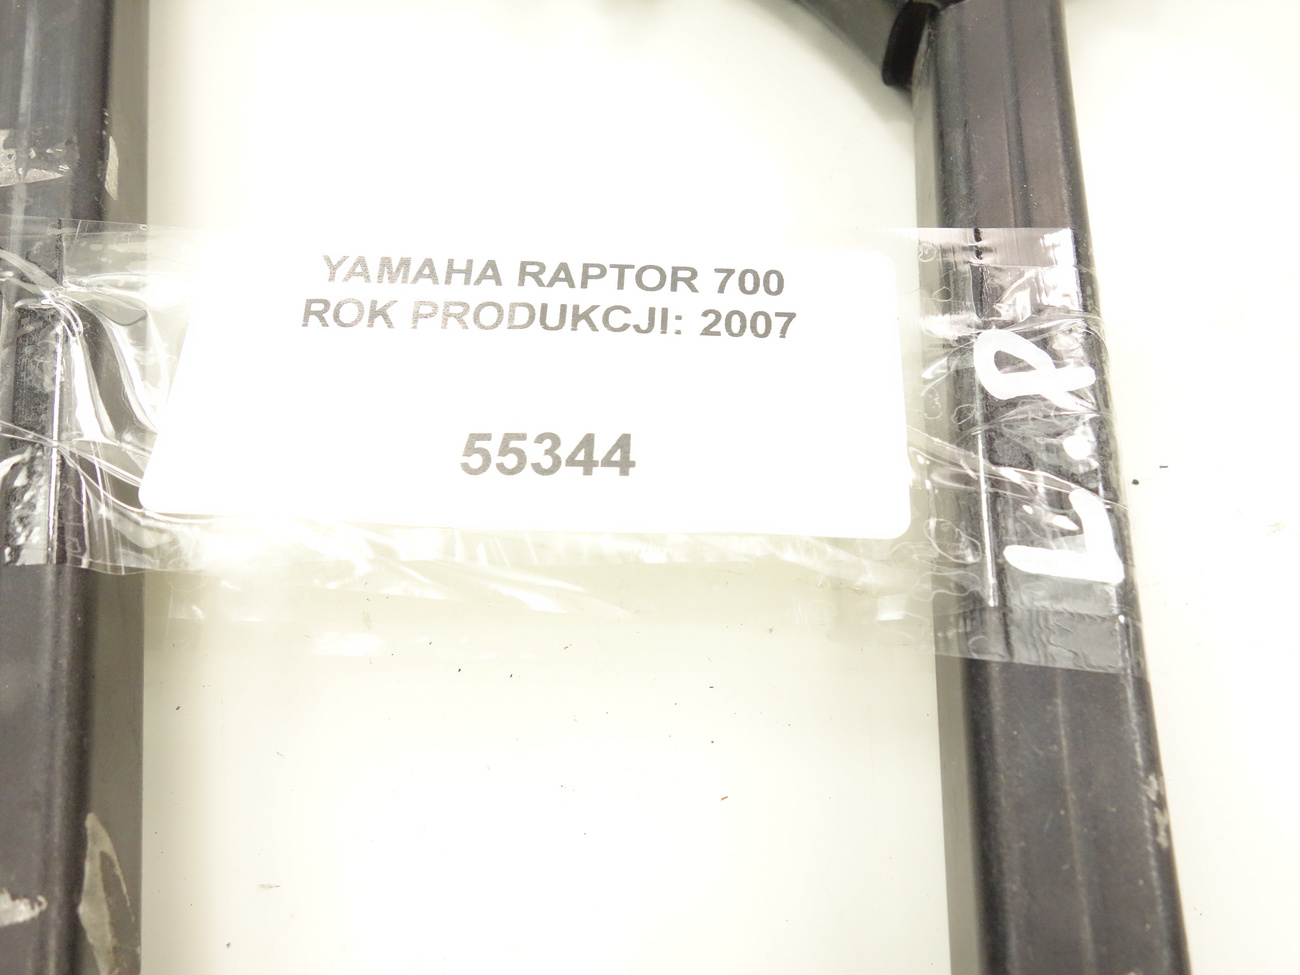 YAMAHA RAPTOR 700
ROK PRODUKCJI: 2007
55344
L.P